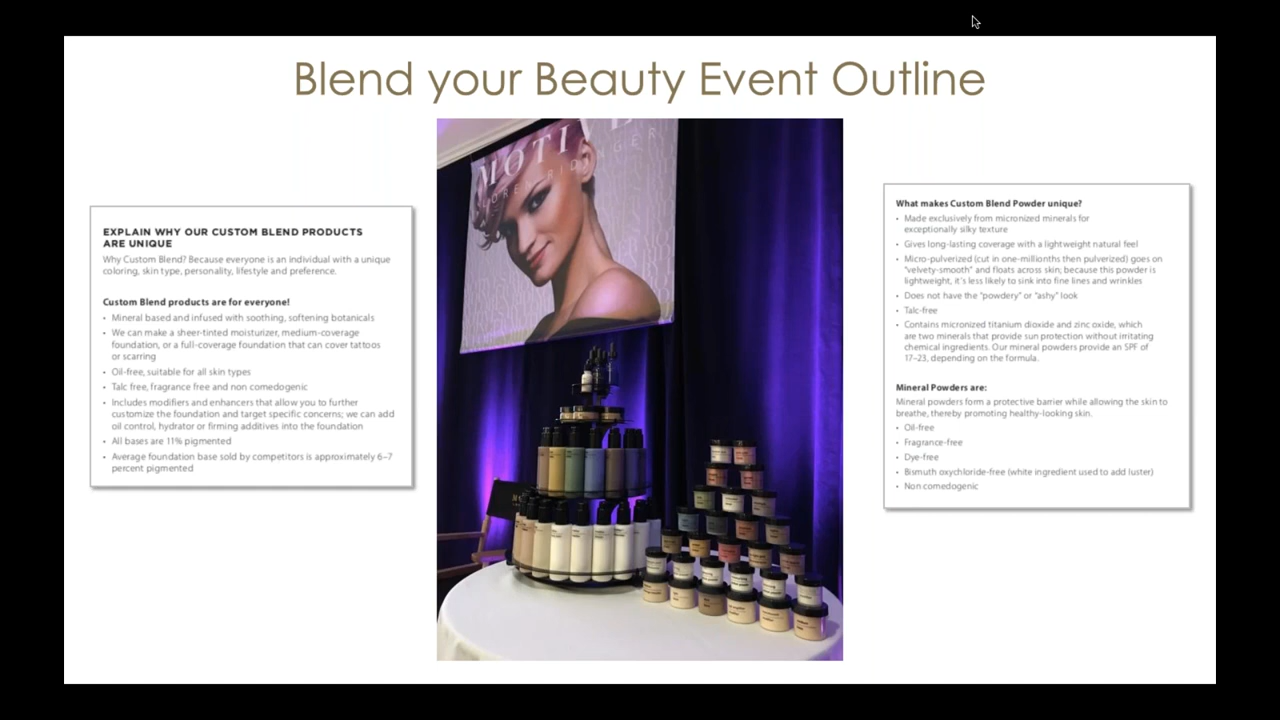 Blend your Beauty Event Outline
EXPLAIN WHY OUR CUSTOM BLEND PRODUCTS
ARE UNIQUE
Why Custom Blend? Because everyone is an individual with a unique
coloring, skin type, personality, lifestyle and preference.
Custom Blend products are for everyone!
• Mineral based and infused with soothing, softening botanicals
• We can make a sheer-tinted moisturizer, medium-coverage
foundation, or a full-coverage foundation that can cover tattoos
or scarring
• Oil-free, suitable for all skin types
• Talc free, fragrance free and non comedogenic
• Includes modifiers and enhancers that allow you to further
customize the foundation and target specific concerns; we can add
oil control, hydrator or firming additives into the foundation
• All bases are 11% pigmented
• Average foundation base sold by competitors is approximately 6–7
percent pigmented
MOTIVE
What makes Custom Blend Powder unique?
• Made exclusively from micronized minerals for
exceptionally silky texture
• Gives long-lasting coverage with a lightweight natural feel
• Micro-pulverized (cut in one-millionths then pulverized) goes on
"velvety-smooth" and floats across skin; because this powder is
lightweight, it's less likely to sink into fine lines and wrinkles
• Does not have the "powdery" or "ashy" look
• Talc-free
• Contains micronized titanium dioxide and zinc oxide, which
are two minerals that provide sun protection without irritating
chemical ingredients. Our mineral powders provide an SPF of
17–23, depending on the formula.
Mineral Powders are:
Mineral powders form a protective barrier while allowing the skin to
breathe, thereby promoting healthy-looking skin.
• Oil-free
• Fragrance-free
• Dye-free
• Bismuth oxychloride-free (white ingredient used to add luster)
• Non comedogenic